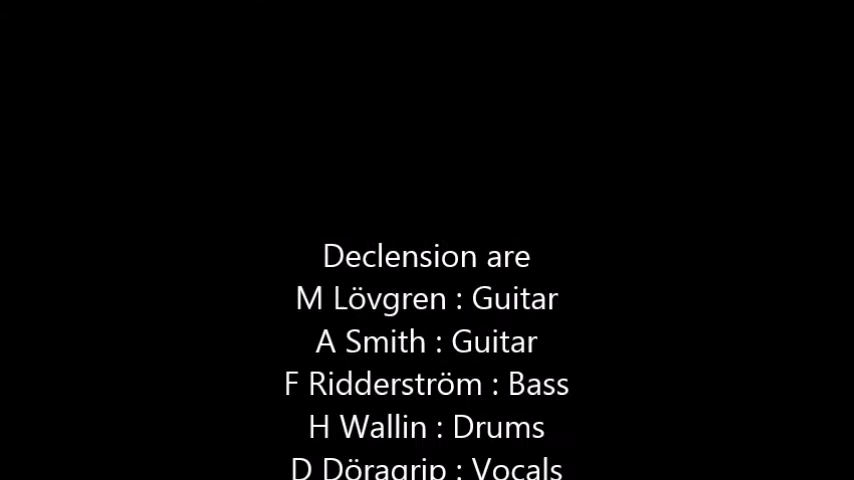 Declension are
M Lövgren : Guitar
A Smith : Guitar
F Ridderström : Bass
H Wallin : Drums
D Döragrip : Vocals